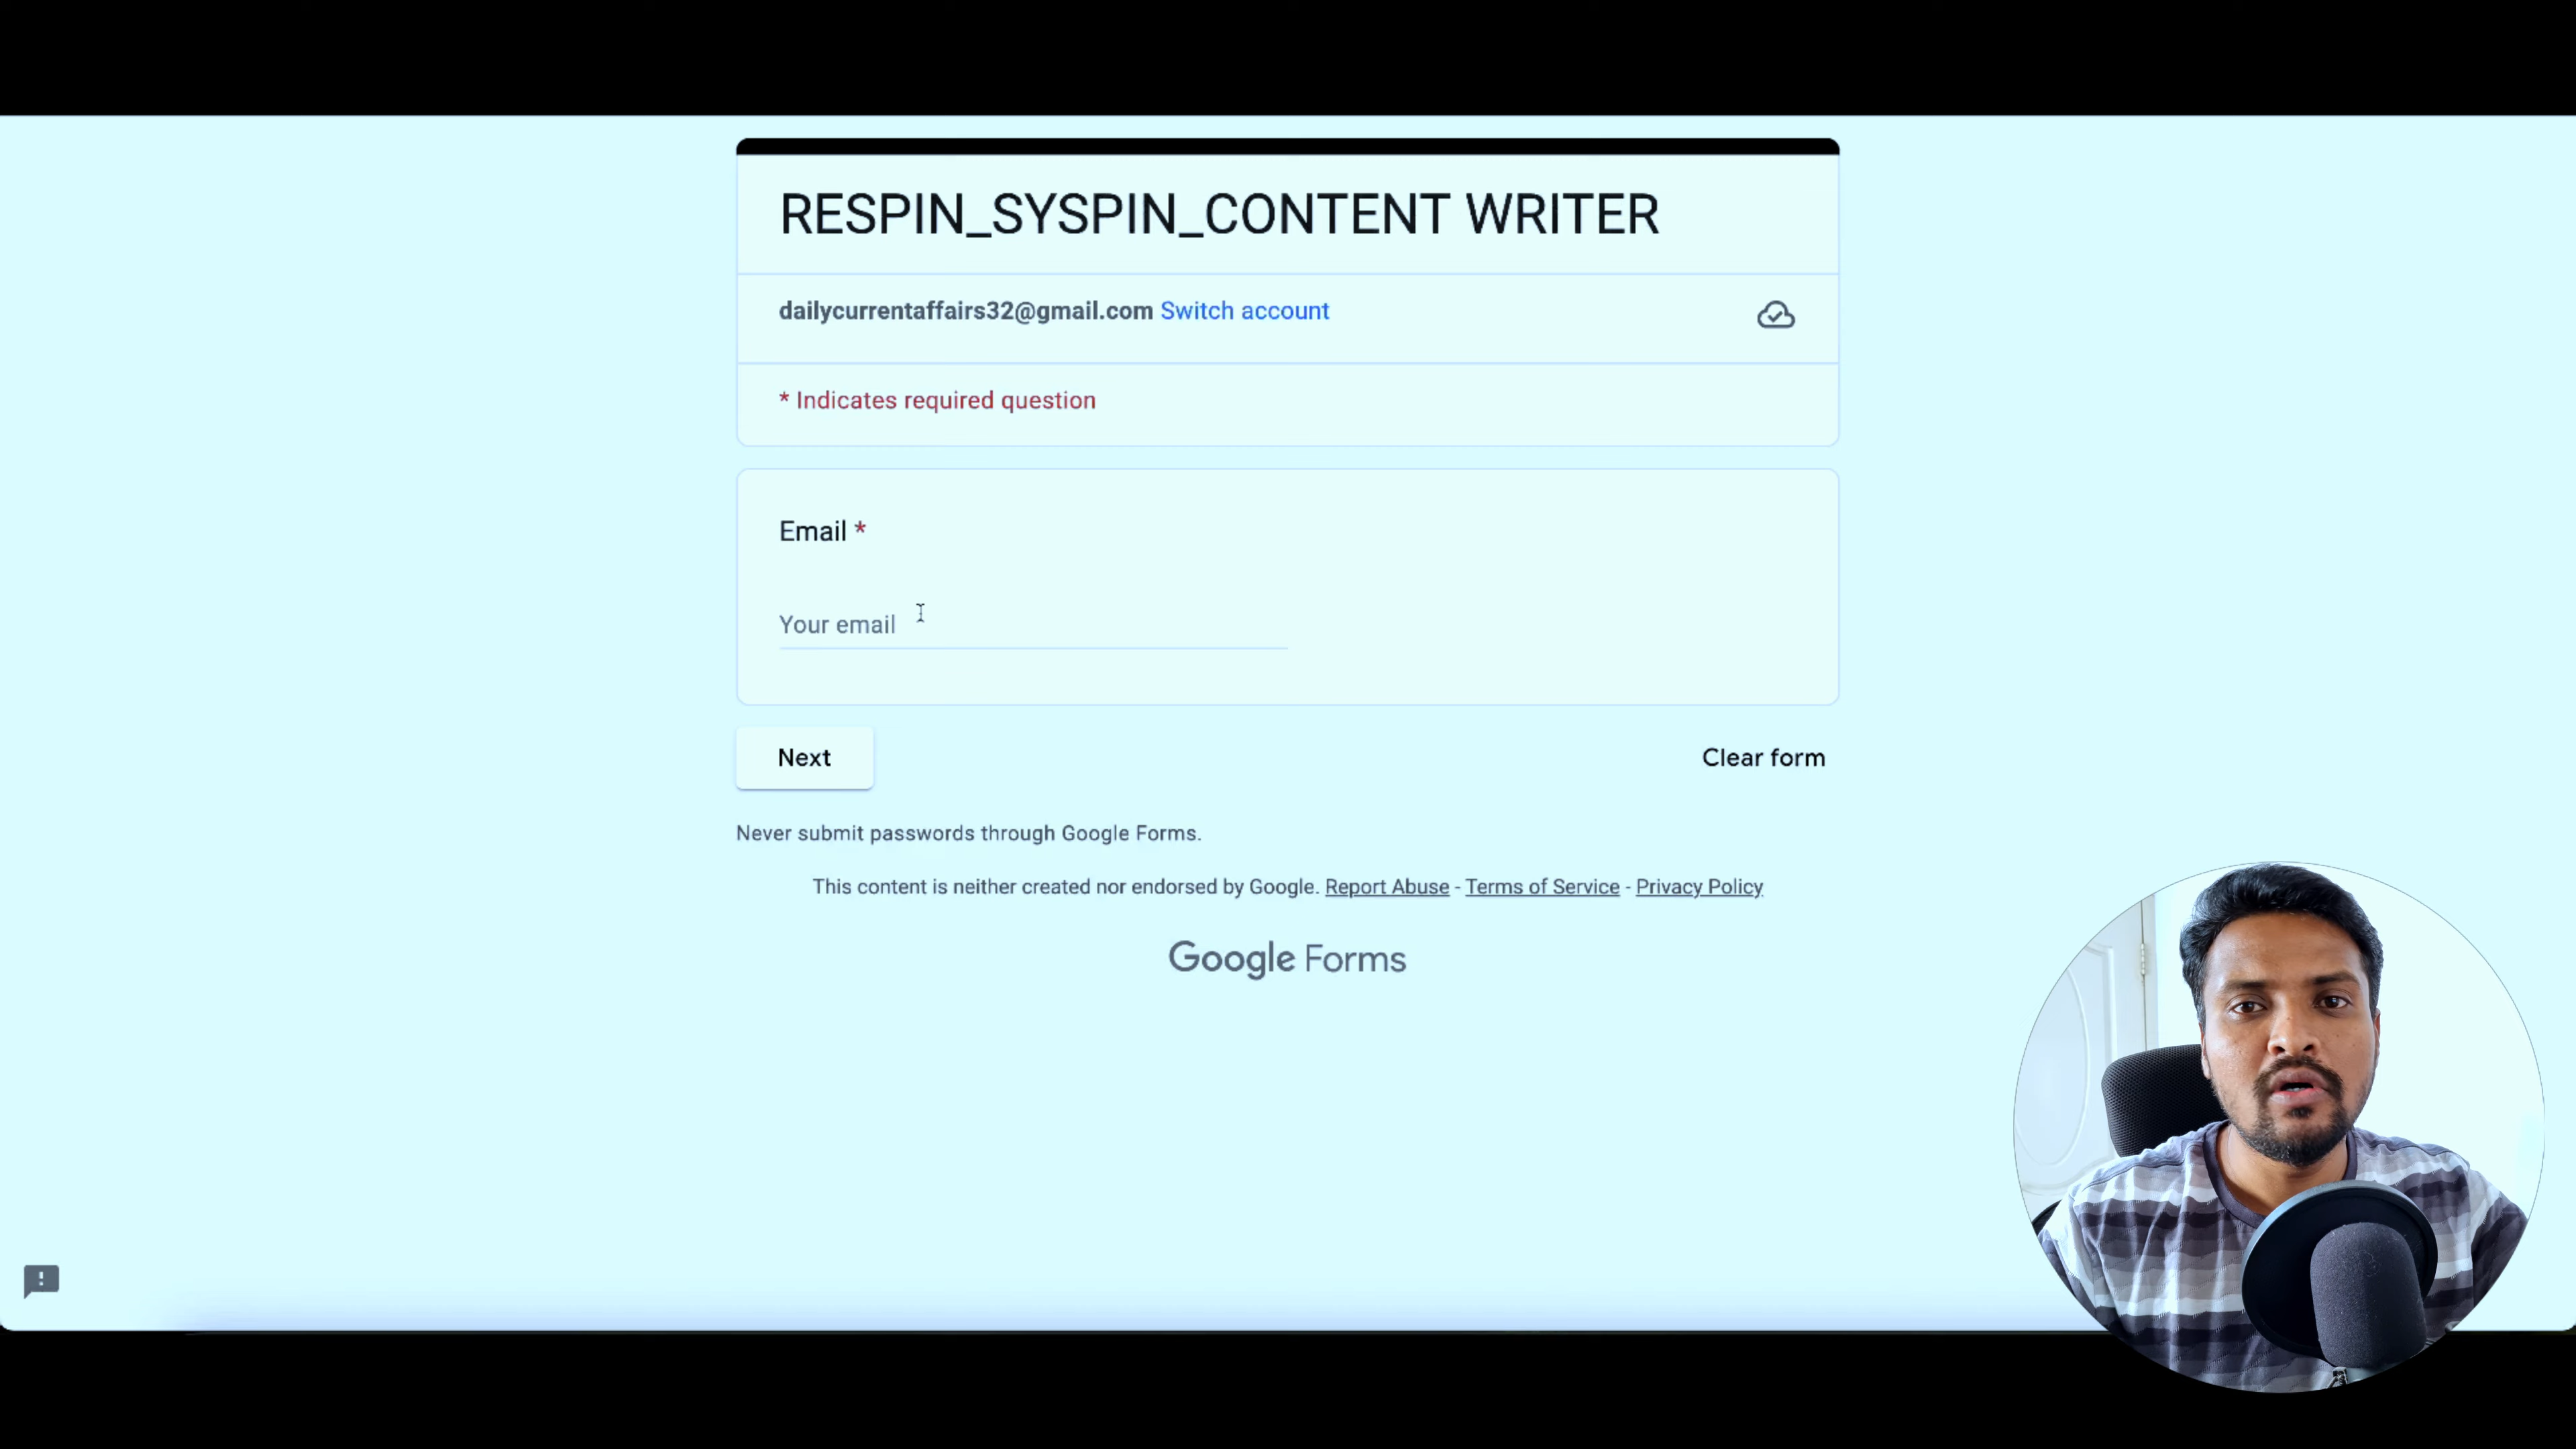 RESPIN_SYSPIN_CONTENT WRITER
dailycurrentaffairs32@gmail.com Switch account
* Indicates required question
Email *
Your email
Next
Clear form
Never submit passwords through Google Forms.
This content is neither created nor endorsed by Google. Report Abuse - Terms of Service - Privacy Policy
Google Forms